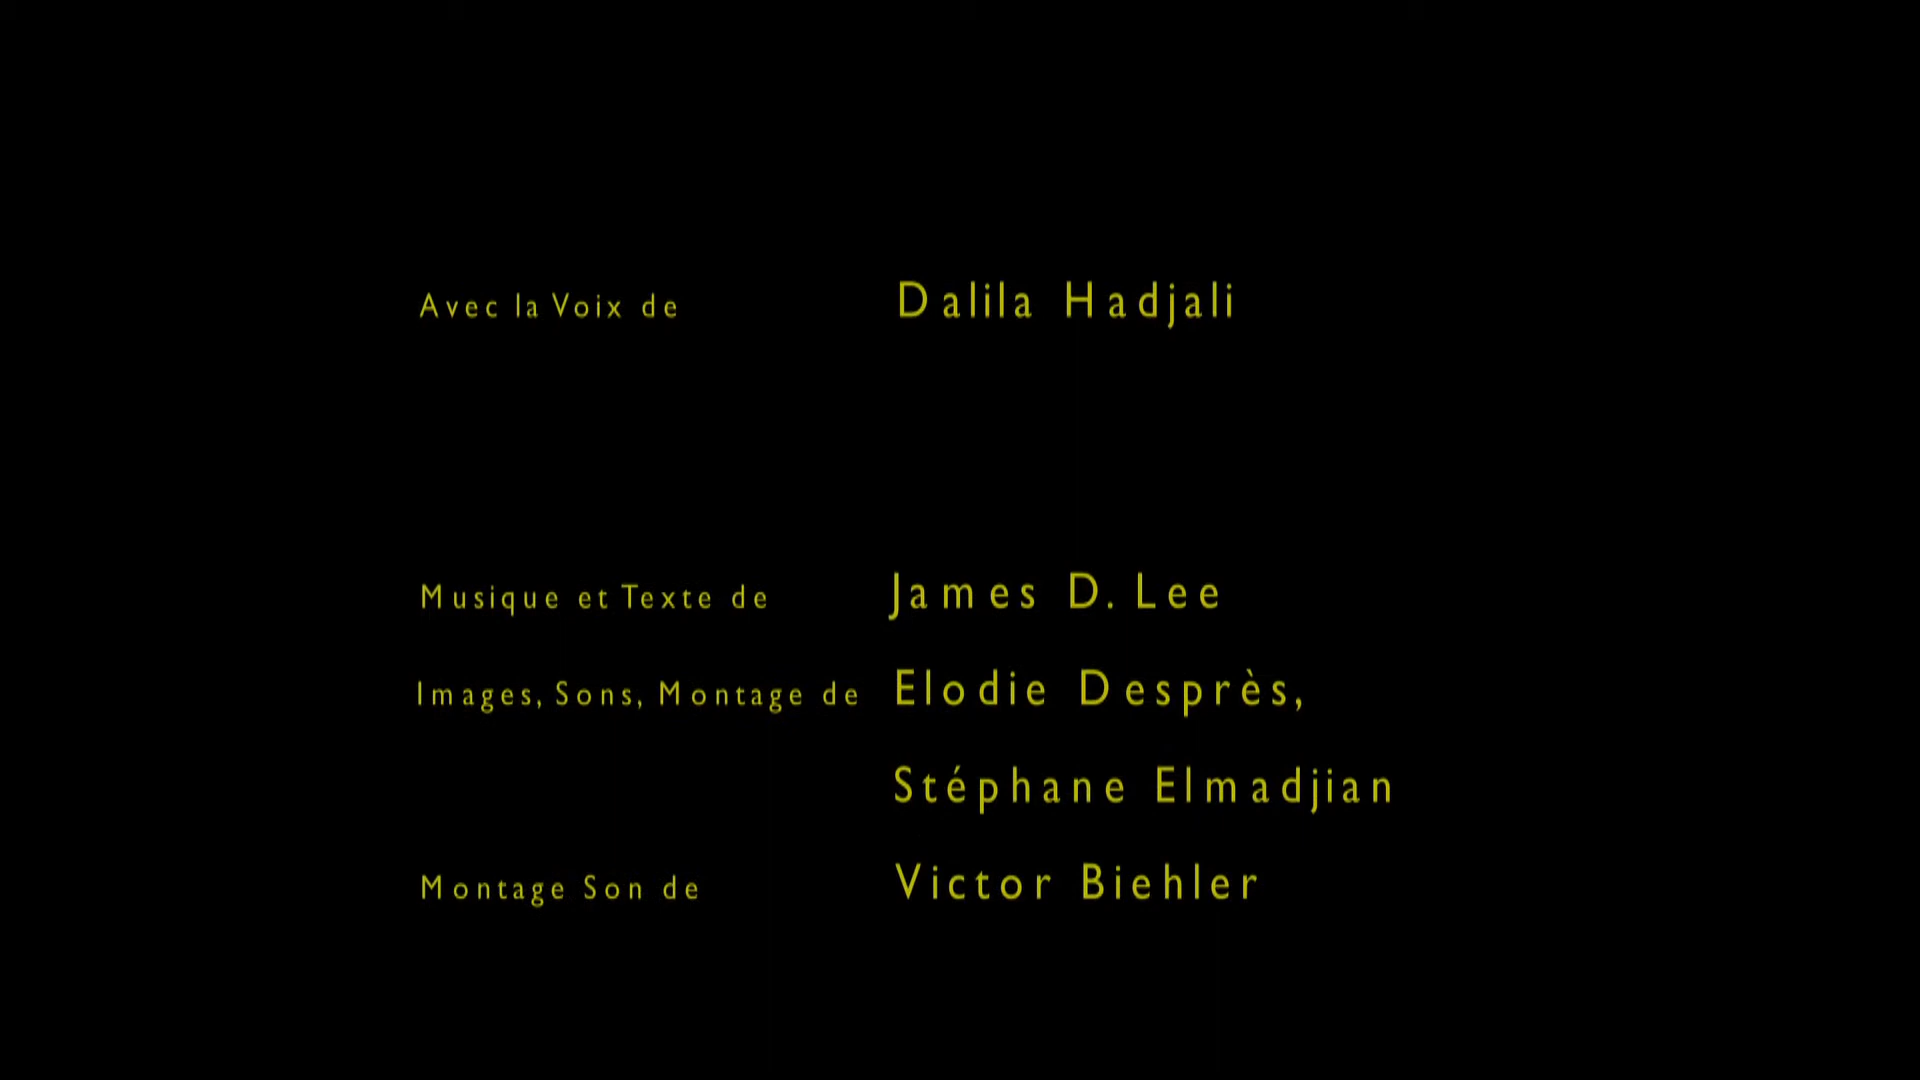 Avec la Voix de Dalila Hadjali
Musique et Texte de James D. Lee
Images, Sons, Montage de Elodie Desprès,
Stéphane Elmadjian
Montage Son de Victor Biehler